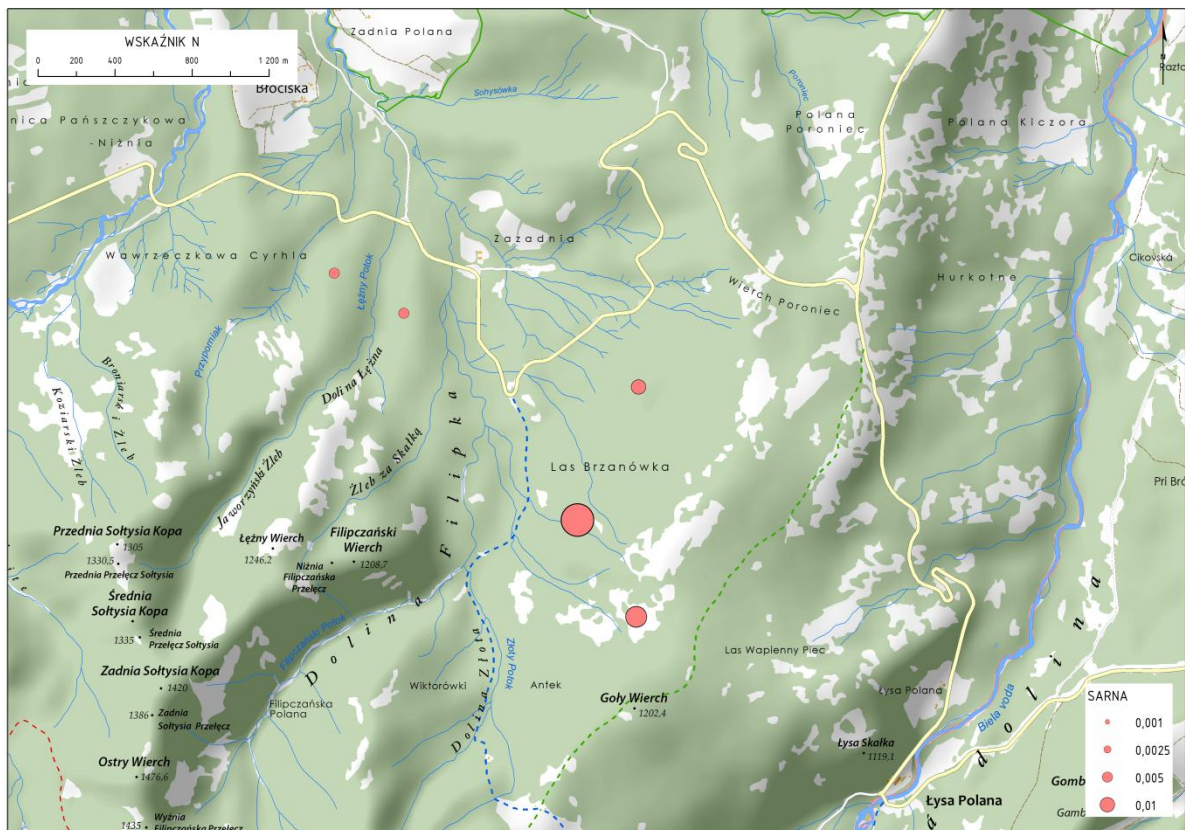 WSKAŹNIK N
0 200 400 600 800 1 200 m
Zadnia Polana
Błociska
nica Pańszczykowa
-Niżnia
Sohysówka
Poroniec
Polana
Poroniec
Polana Kiczora
Zazadnia
Wawrzeczkowa Cyrhla
Wierch Poroniec
Hurkotne
Cikovská
Przyporniak
Łężny Potok
Dolina Łężna
Koziarski Żleb
Broniarski Żleb
Jaworzyński Żleb
Żleb za Skałką
Las Brzanówka
Pri Bró
Przednia Sołtysia Kopa
1305
1330,5
Przednia Przełęcz Sołtysia
Łężny Wierch
1246,2
Filipczański
Wierch
1208,7
Niżnia
Filipczańska
Przełęcz
Średnia
Sołtysia Kopa
1335
Średnia
Przełęcz Sołtysia
Dolina Filipka
Filipczański Potok
Zadnia Sołtysia Kopa
1420
1386
Zadnia
Sołtysia Przełęcz
Filipczańska
Polana
Wiktorówki
Dolina Złota
Złoty Potok
Antek
Las Wapienny Piec
Goły Wierch
1202,4
Łysa Polana
Łysa Skałka
1119,1
Biela voda
dolina
Ostry Wierch
1476,6
Wyżnia
Filipczańska Przełęcz
1435
Łysa Polana
á
Gomb
Gamb
SARNA
0,001
0,0025
0,005
0,01